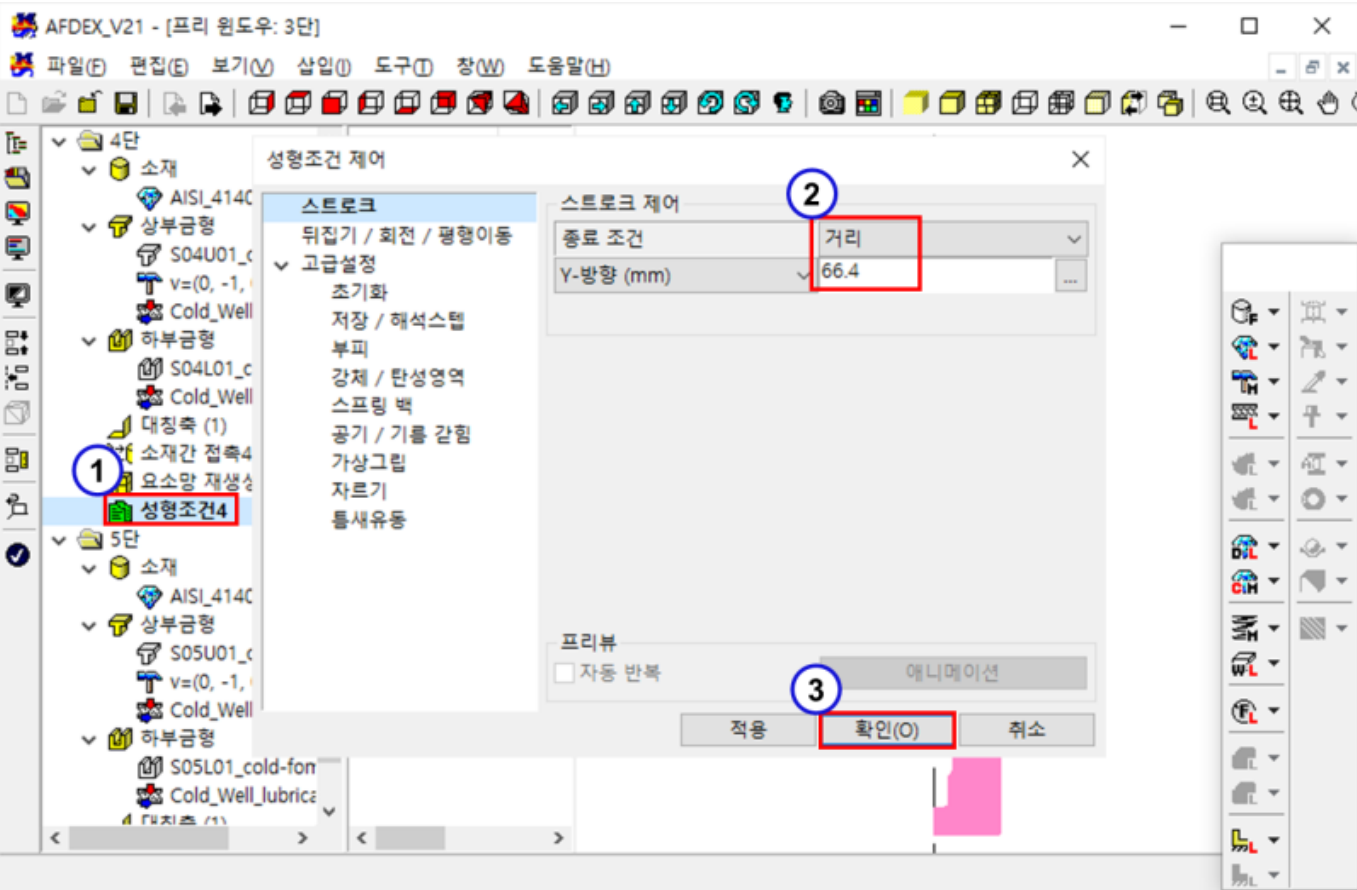 AFDEX_V21 - [프리 윈도우: 3단]
파일(F) 편집(E) 보기(V) 삽입(I) 도구(T) 창(W) 도움말(H)
4단
소재
AISI_4140
상부금형
S04U01_c
v=(0, -1,
Cold_Well
하부금형
S04L01_c
Cold_Well
대칭축 (1)
소재간 접촉4
요소망 재생성
1
성형조건4
5단
소재
AISI_4140
상부금형
S05U01_c
v=(0, -1,
Cold_Well
하부금형
S05L01_cold-fom
Cold_Well_lubrica
대칭축 (1)
성형조건 제어
스트로크
뒤집기 / 회전 / 평행이동
고급설정
초기화
저장 / 해석스텝
부피
강체 / 탄성영역
스프링 백
공기 / 기름 갇힘
가상그립
자르기
틈새유동
스트로크 제어
2
종료 조건 거리
Y-방향 (mm) 66.4 ...
프리뷰
자동 반복 애니메이션
3
적용 확인(O) 취소